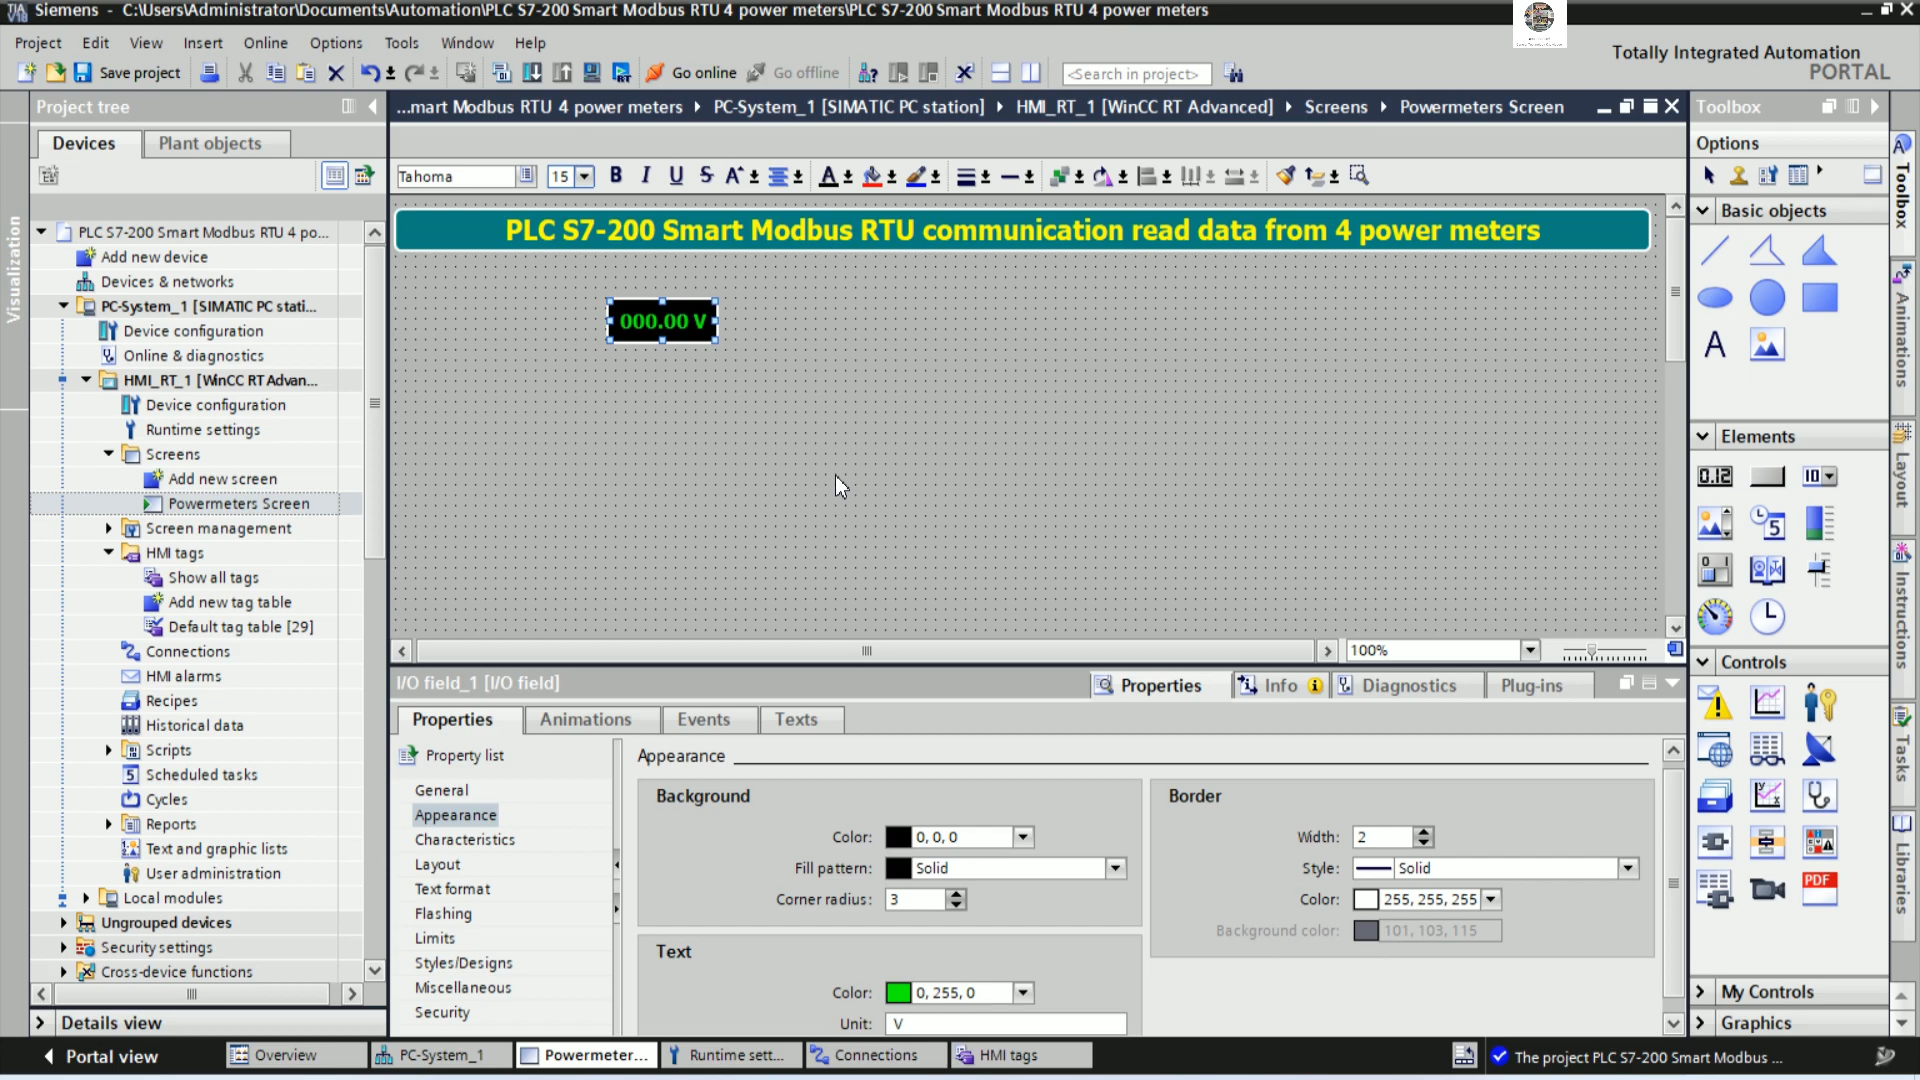 Siemens - C:\Users\Administrator\Documents\Automation\PLC S7-200 Smart Modbus RTU 4 power meters\PLC S7-200 Smart Modbus RTU 4 power meters
Project Edit View Insert Online Options Tools Window Help
Totally Integrated Automation
PORTAL
Save project
Go online
Go offline
<Search in project>
Project tree
...mart Modbus RTU 4 power meters
PC-System_1 [SIMATIC PC station]
HMI_RT_1 [WinCC RT Advanced]
Screens
Powermeters Screen
Toolbox
Devices
Plant objects
Options
Tahoma
15
B I U S
Visualization
PLC S7-200 Smart Modbus RTU 4 po...
Add new device
Devices & networks
PC-System_1 [SIMATIC PC stati...
Device configuration
Online & diagnostics
HMI_RT_1 [WinCC RT Advan...
Device configuration
Runtime settings
Screens
Add new screen
Powermeters Screen
Screen management
HMI tags
Show all tags
Add new tag table
Default tag table [29]
Connections
HMI alarms
Recipes
Historical data
Scripts
Scheduled tasks
Cycles
Reports
Text and graphic lists
User administration
Local modules
Ungrouped devices
Security settings
Cross-device functions
Details view
PLC S7-200 Smart Modbus RTU communication read data from 4 power meters
000.00 V
100%
I/O field_1 [I/O field]
Properties
Info
Diagnostics
Plug-ins
Properties
Animations
Events
Texts
Property list
General
Appearance
Characteristics
Layout
Text format
Flashing
Limits
Styles/Designs
Miscellaneous
Security
Appearance
Background
Color: 0, 0, 0
Fill pattern: Solid
Corner radius: 3
Text
Color: 0, 255, 0
Unit: V
Border
Width: 2
Style: Solid
Color: 255, 255, 255
Background color: 101, 103, 115
Basic objects
A
Elements
0.12
10
5
Controls
PDF
My Controls
Graphics
Toolbox
Animations
Layout
Instructions
Tasks
Libraries
Portal view
Overview
PC-System_1
Powermeter...
Runtime sett...
Connections
HMI tags
The project PLC S7-200 Smart Modbus ...